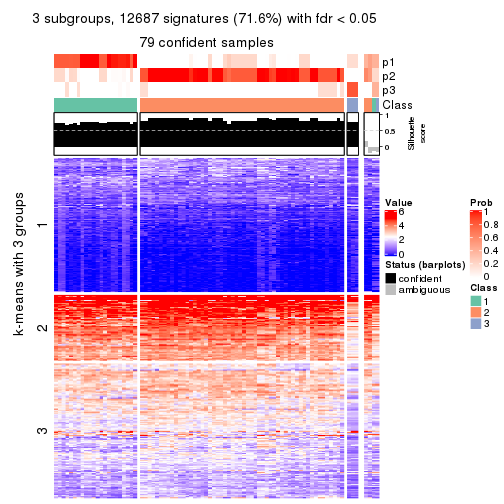 3 subgroups, 12687 signatures (71.6%) with fdr < 0.05
79 confident samples
p1
p2
p3
Class
1
0.5
0
Silhouette
score
k-means with 3 groups
1
2
3
Value
6
4
2
0
Status (barplots)
confident
ambiguous
Prob
1
0.8
0.6
0.4
0.2
0
Class
1
2
3